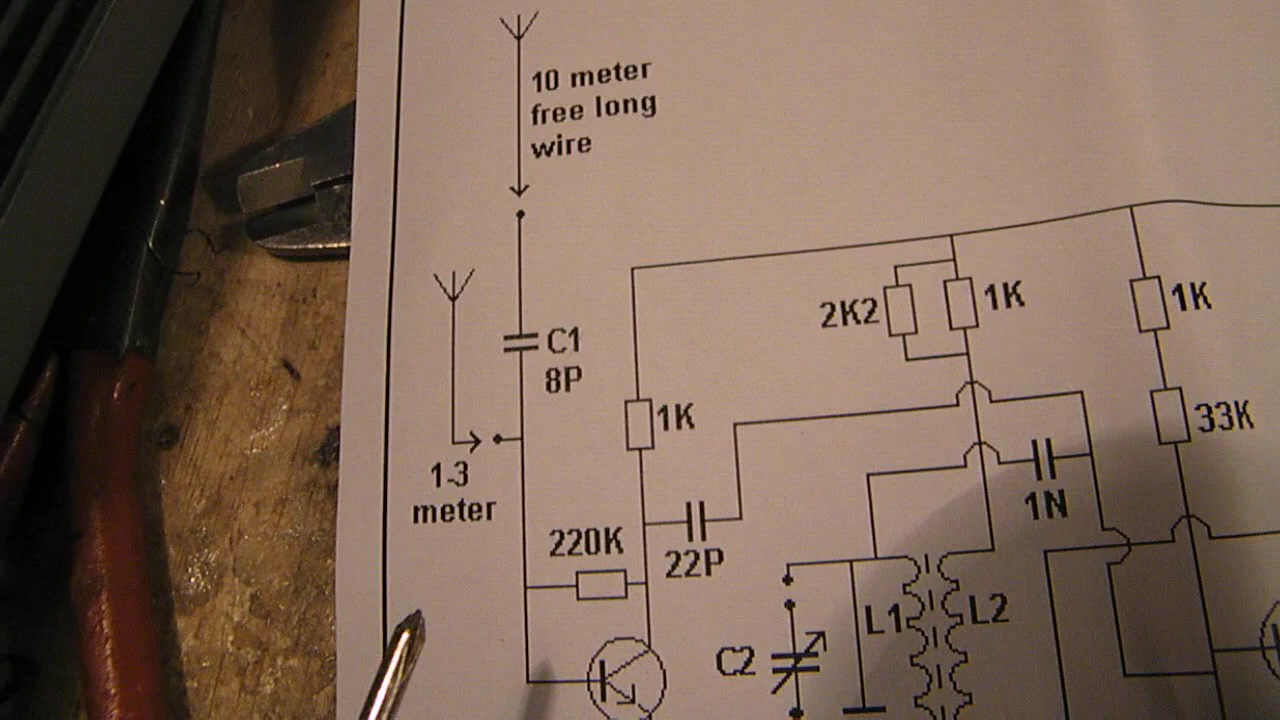 10 meter
free long
wire
C1
8P
1-3
meter
1K
220K
22P
2K2
1K
1K
33K
1N
L1
L2
C2